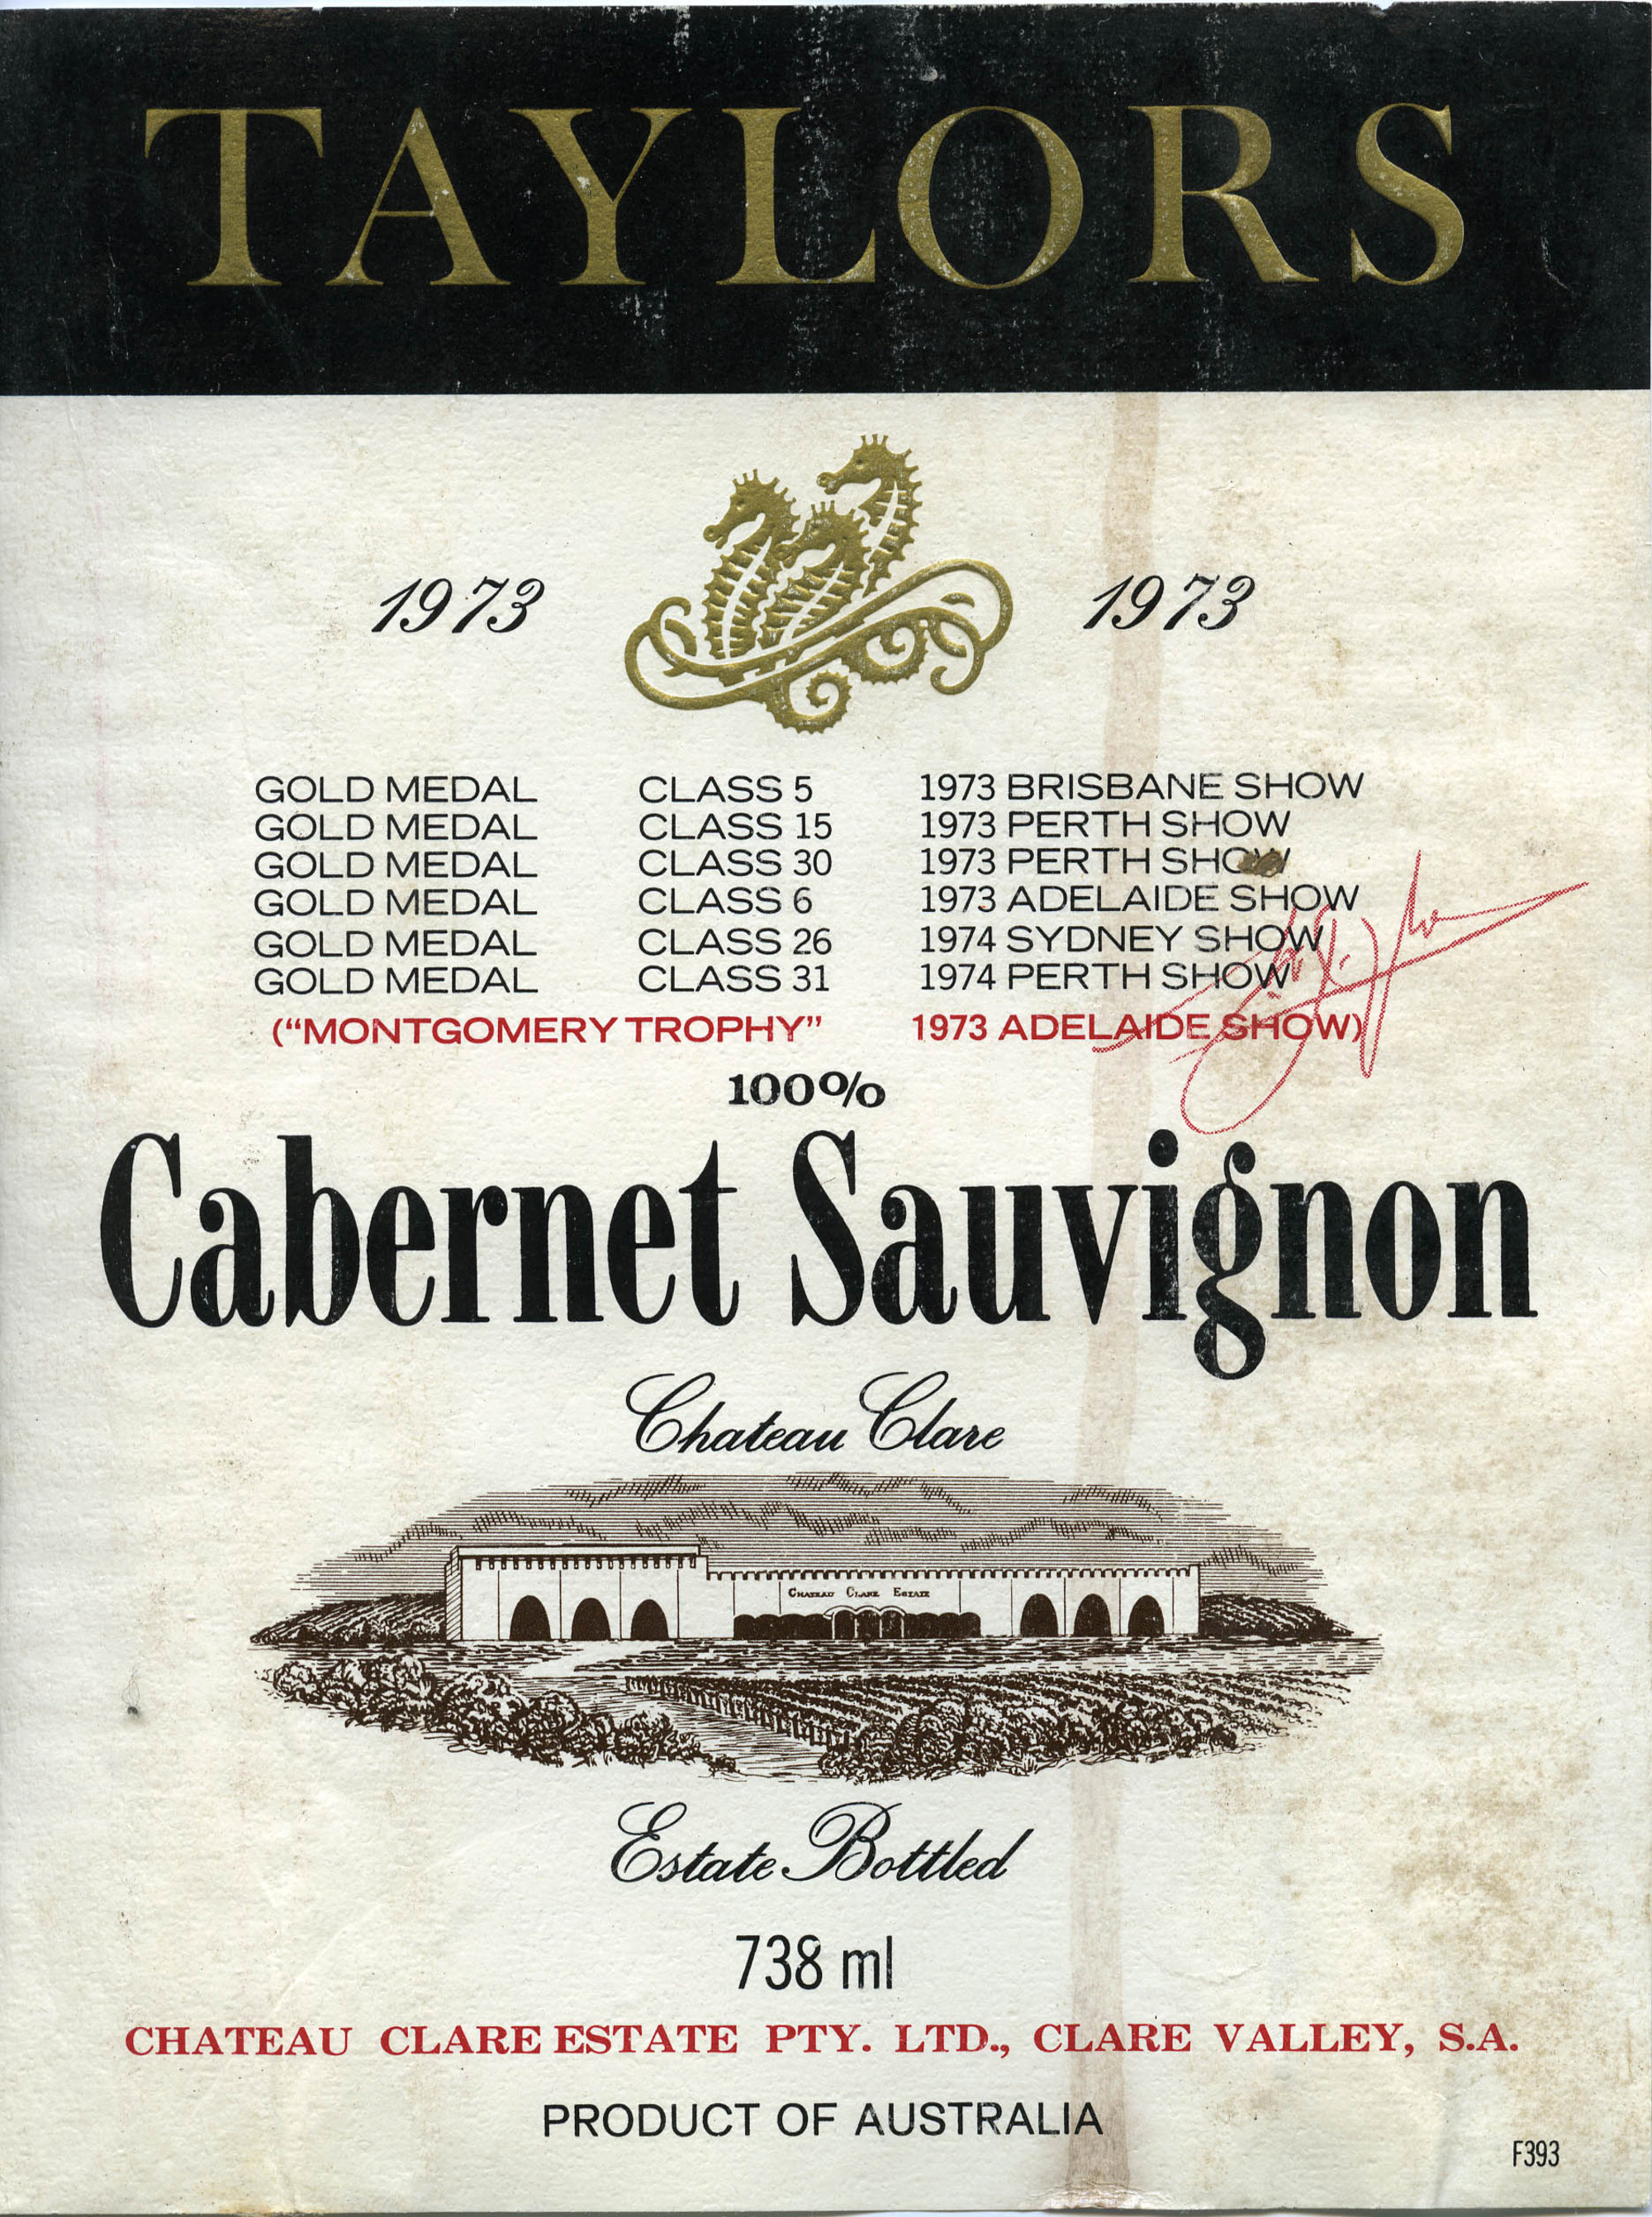 TAYLORS
1973 1973
GOLD MEDAL CLASS 5 1973 BRISBANE SHOW
GOLD MEDAL CLASS 15 1973 PERTH SHOW
GOLD MEDAL CLASS 30 1973 PERTH SHOW
GOLD MEDAL CLASS 6 1973 ADELAIDE SHOW
GOLD MEDAL CLASS 26 1974 SYDNEY SHOW
GOLD MEDAL CLASS 31 1974 PERTH SHOW
(“MONTGOMERY TROPHY” 1973 ADELAIDE SHOW)
100%
Cabernet Sauvignon
Chateau Clare
CHATEAU CLARE ESTATE
Estate Bottled
738 ml
CHATEAU CLARE ESTATE PTY. LTD., CLARE VALLEY, S.A.
PRODUCT OF AUSTRALIA
F393